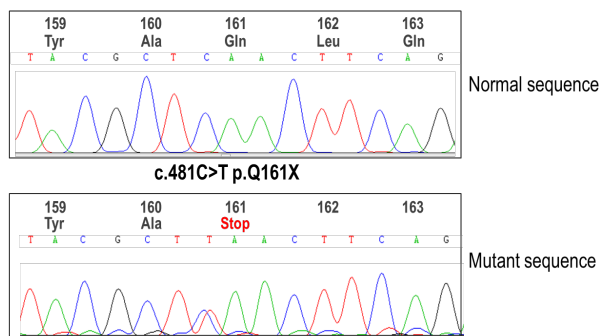 159 160 161 162 163
Tyr Ala Gln Leu Gln
T A C G C T C A A C T T C A G
Normal sequence
c.481C>T p.Q161X
159 160 161 162 163
Tyr Ala Stop
T A C G C T T A A C T T C A G
Mutant sequence